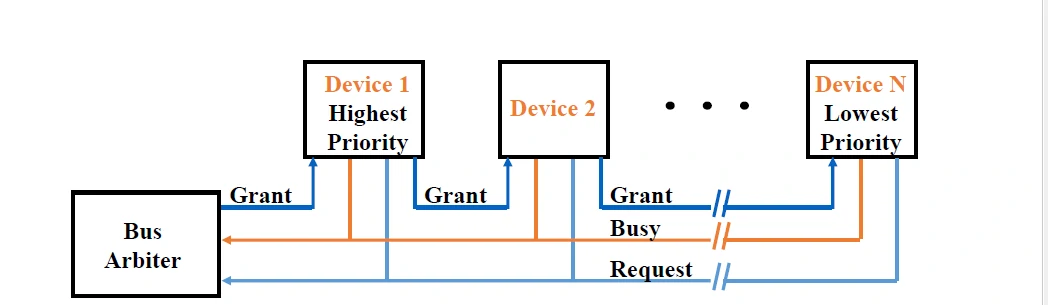 Device 1
Highest
Priority
Device 2
Device N
Lowest
Priority
Grant
Grant
Grant
Bus
Arbiter
Busy
Request